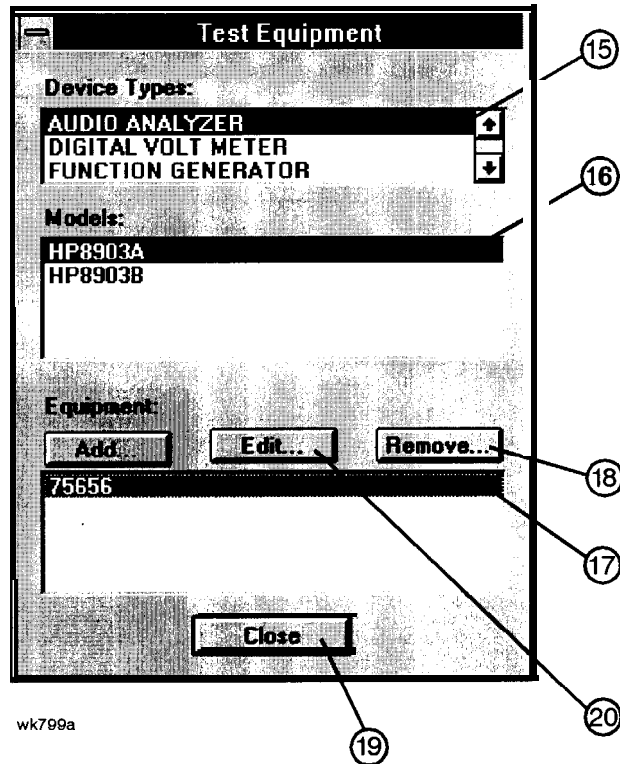 Test Equipment
15
Device Types:
AUDIO ANALYZER
DIGITAL VOLT METER
FUNCTION GENERATOR
16
Models:
HP8903A
HP8903B
Equipment:
Add... Edit... Remove...
18
75656
17
Close
wk799a
20
19